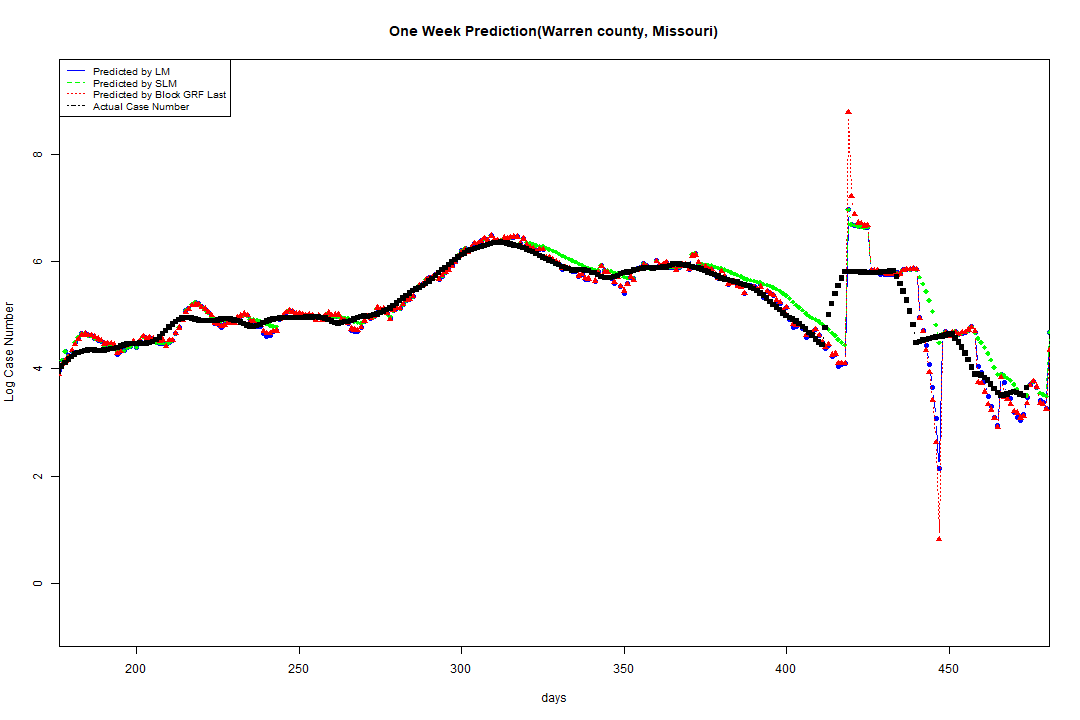 One Week Prediction(Warren county, Missouri)
Predicted by LM
Predicted by SLM
Predicted by Block GRF Last
Actual Case Number
Log Case Number
8
6
4
2
0
200 250 300 350 400 450
days